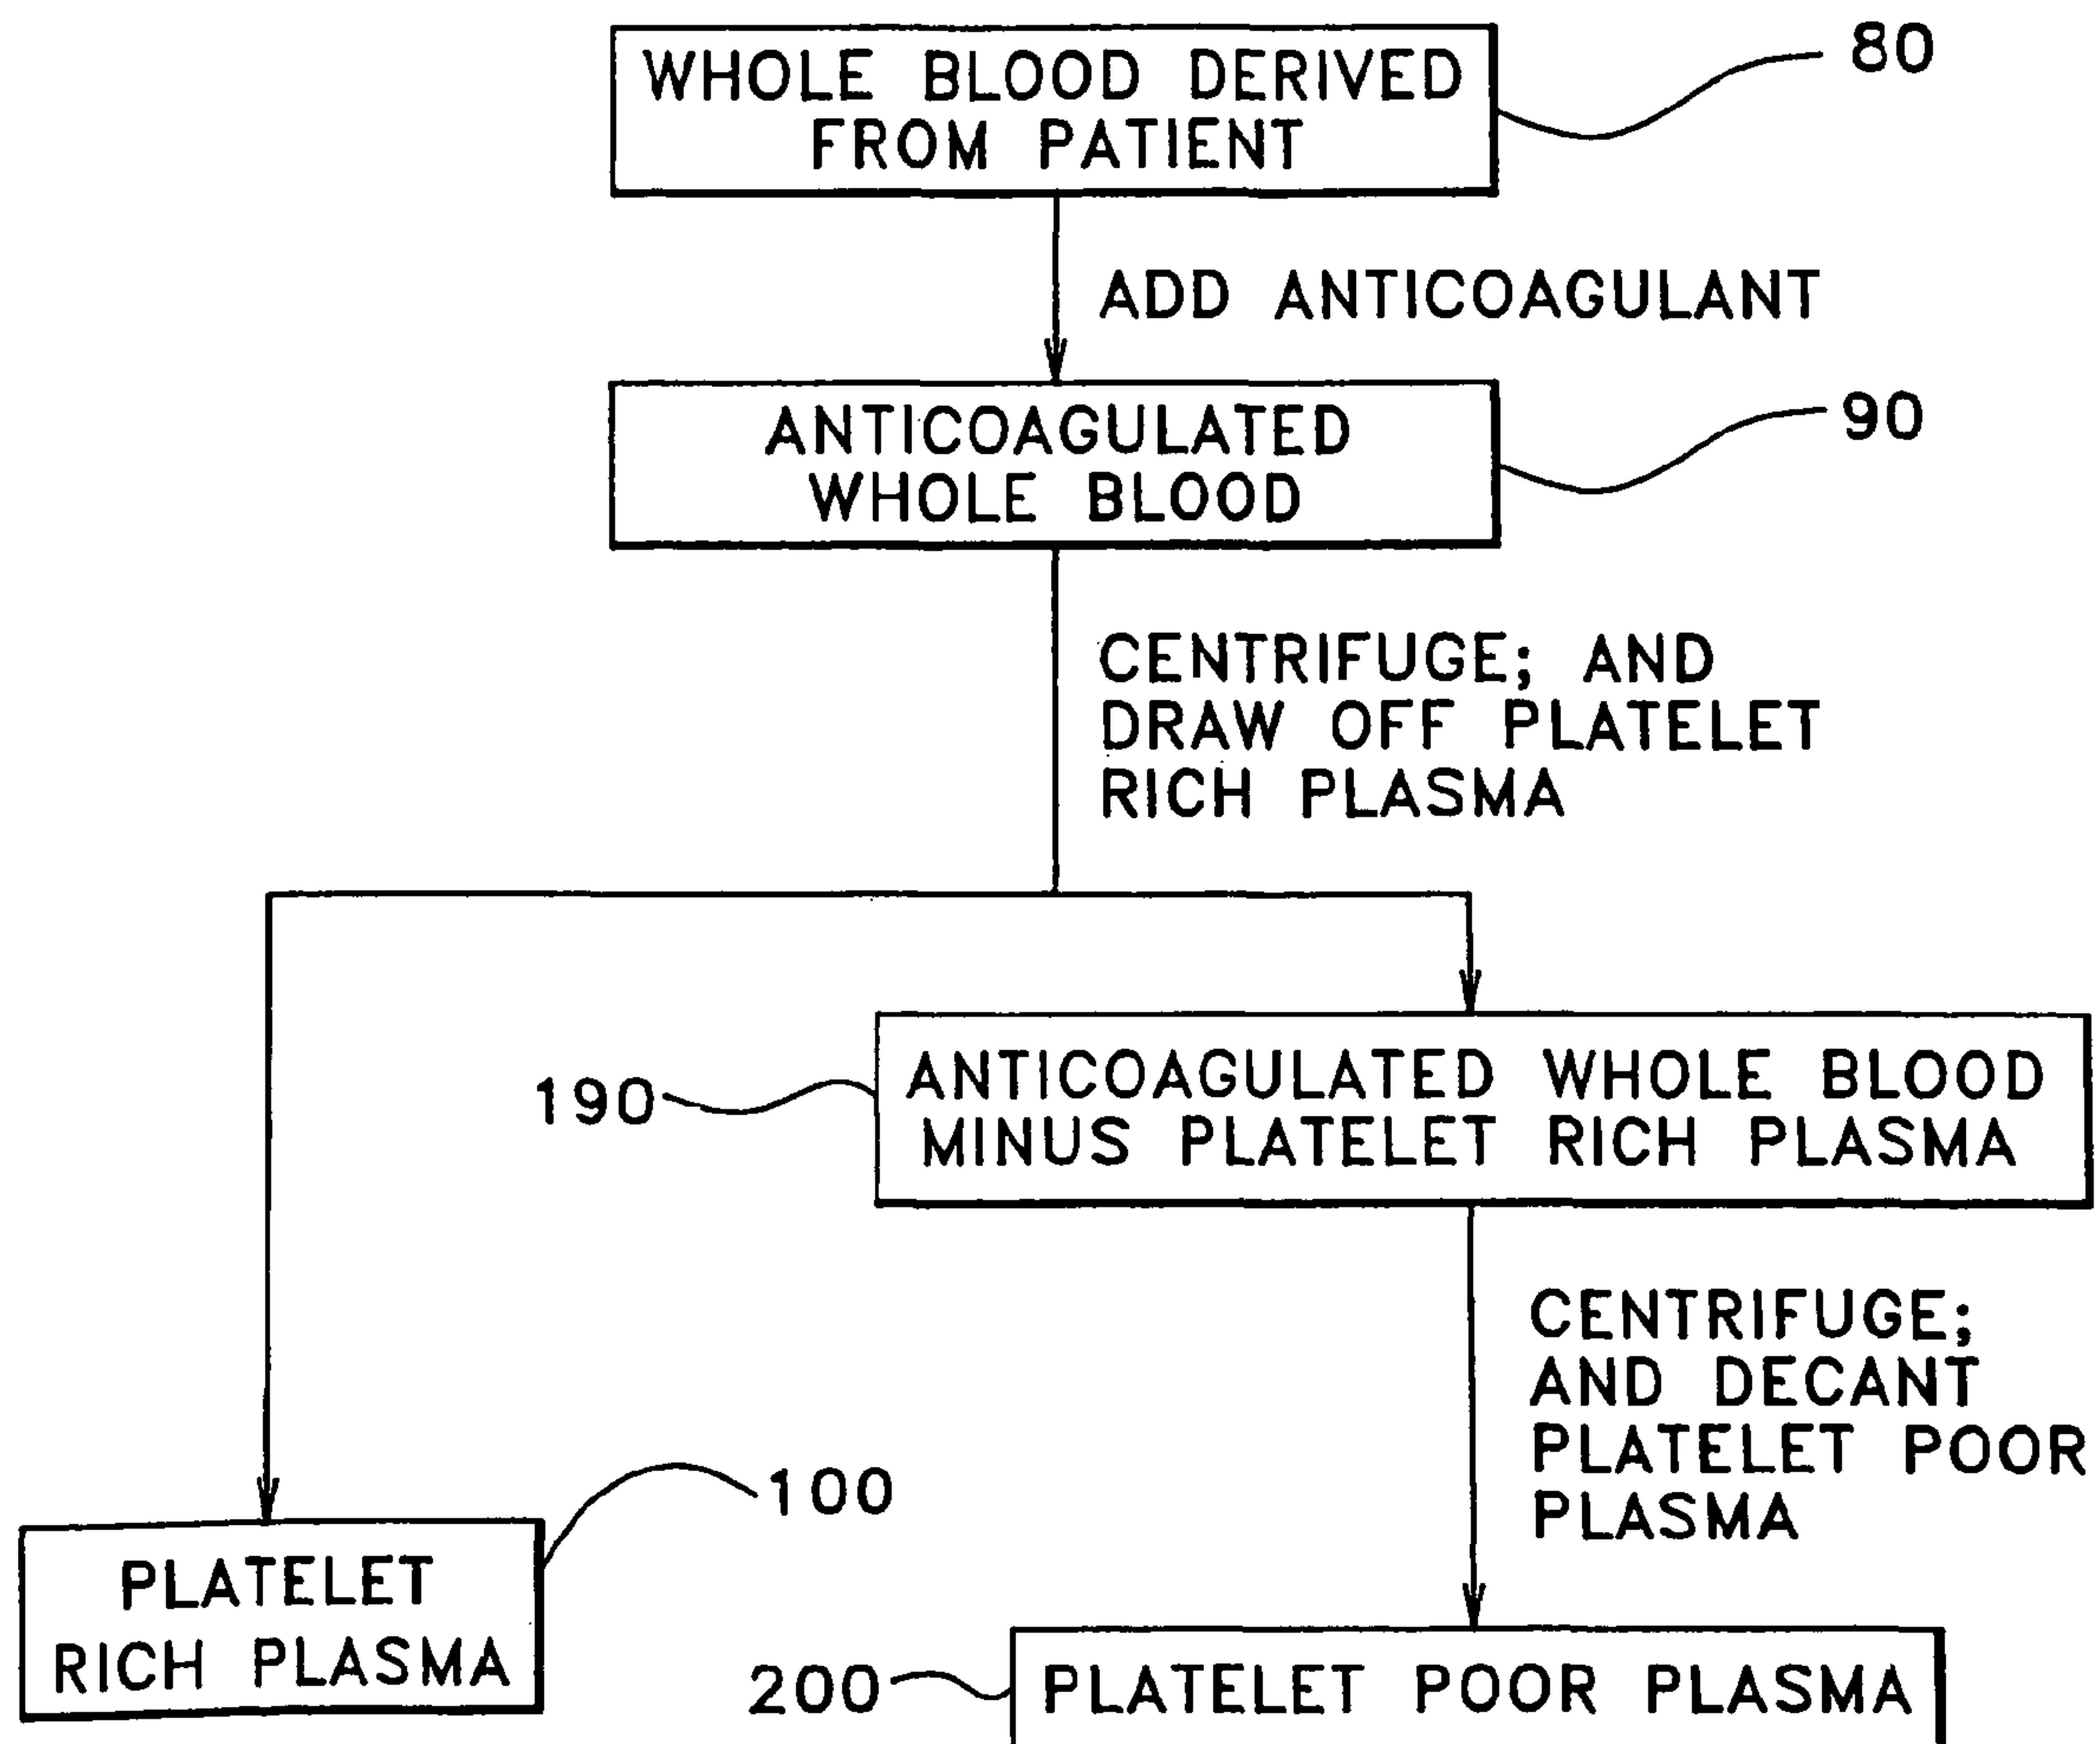 WHOLE BLOOD DERIVED
FROM PATIENT
80
ADD ANTICOAGULANT
ANTICOAGULATED
WHOLE BLOOD
90
CENTRIFUGE; AND
DRAW OFF PLATELET
RICH PLASMA
190
ANTICOAGULATED WHOLE BLOOD
MINUS PLATELET RICH PLASMA
CENTRIFUGE;
AND DECANT
PLATELET POOR
PLASMA
100
PLATELET
RICH PLASMA
200
PLATELET POOR PLASMA